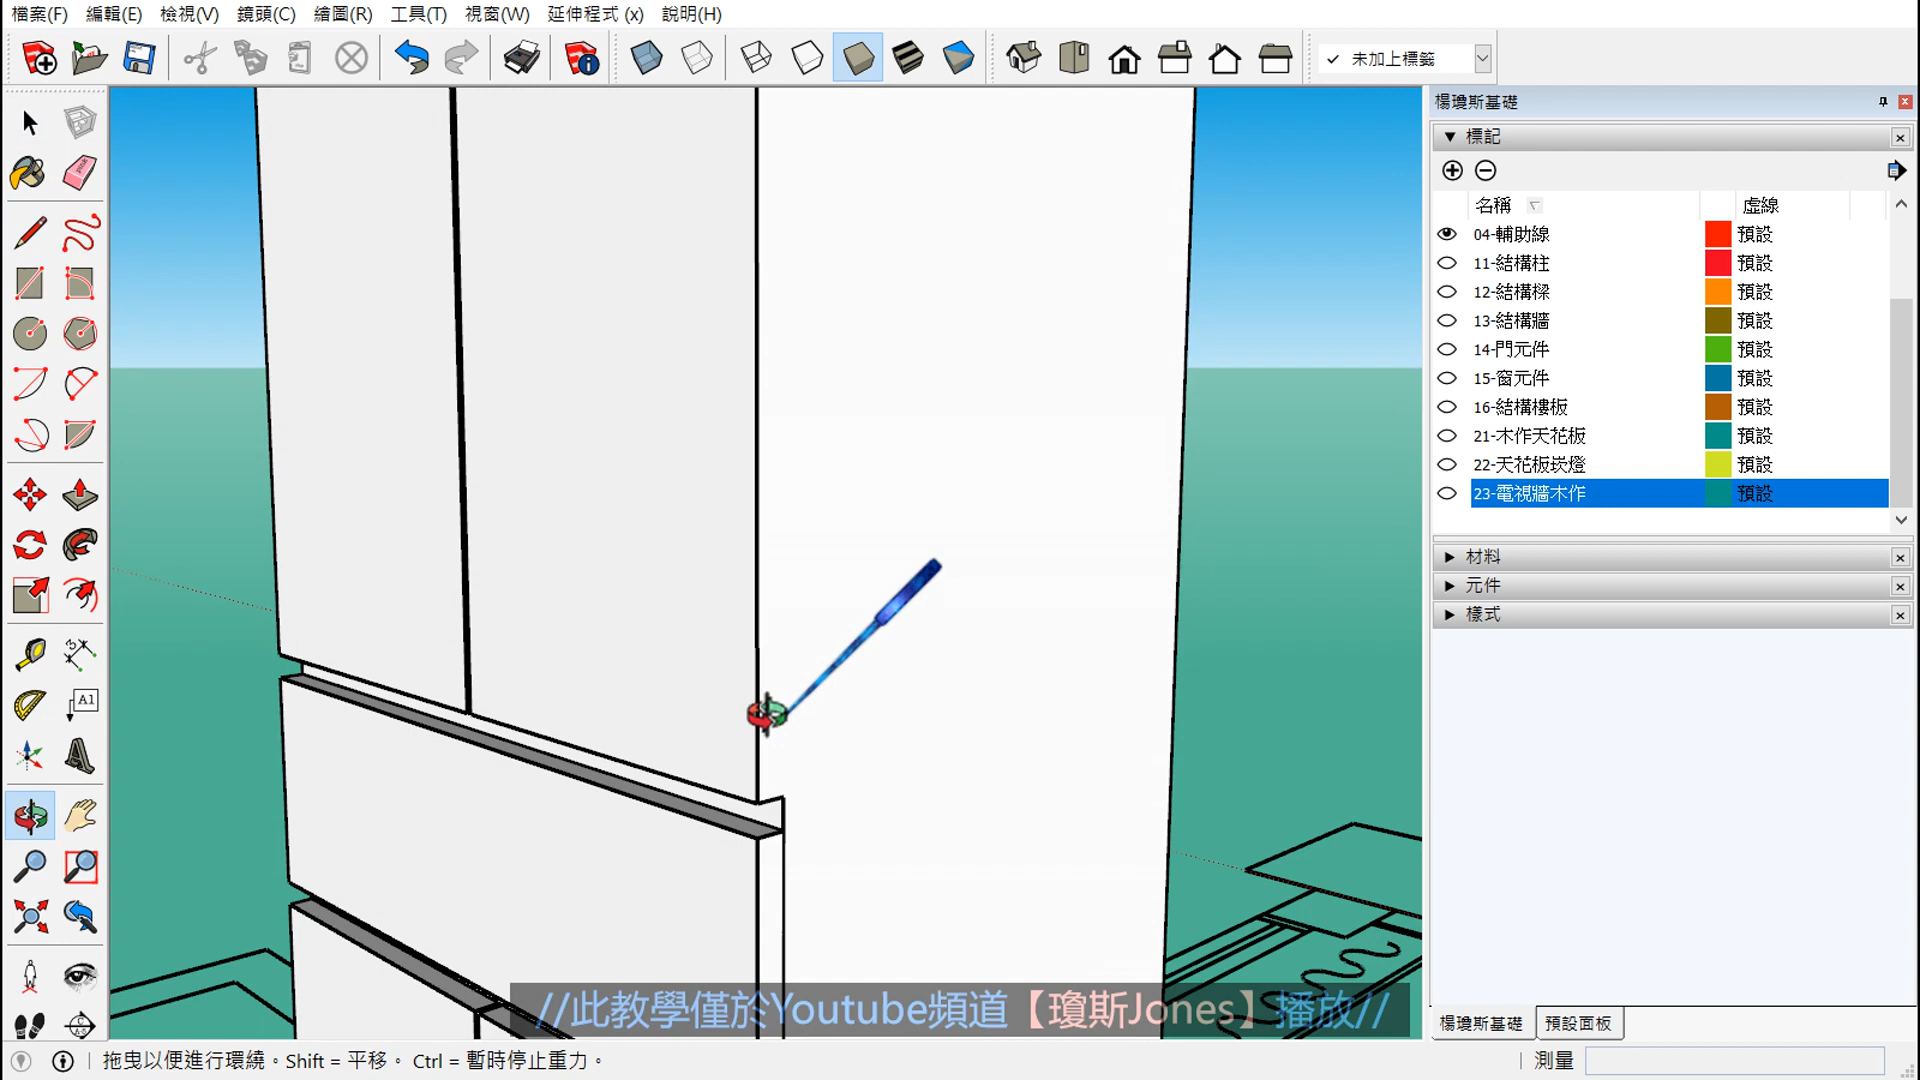 檔案(F) 編輯(E) 檢視(V) 鏡頭(C) 繪圖(R) 工具(T) 視窗(W) 延伸程式 (x) 說明(H)
未加上標籤
楊瓊斯基礎
標記
名稱 虛線
04-輔助線 預設
11-結構柱 預設
12-結構樑 預設
13-結構牆 預設
14-門元件 預設
15-窗元件 預設
16-結構樓板 預設
21-木作天花板 預設
22-天花板崁燈 預設
23-電視牆木作 預設
材料
元件
樣式
A1
//此教學僅於Youtube頻道【瓊斯Jones】播放//
楊瓊斯基礎 預設面板
拖曳以便進行環繞。Shift = 平移。 Ctrl = 暫時停止重力。
測量